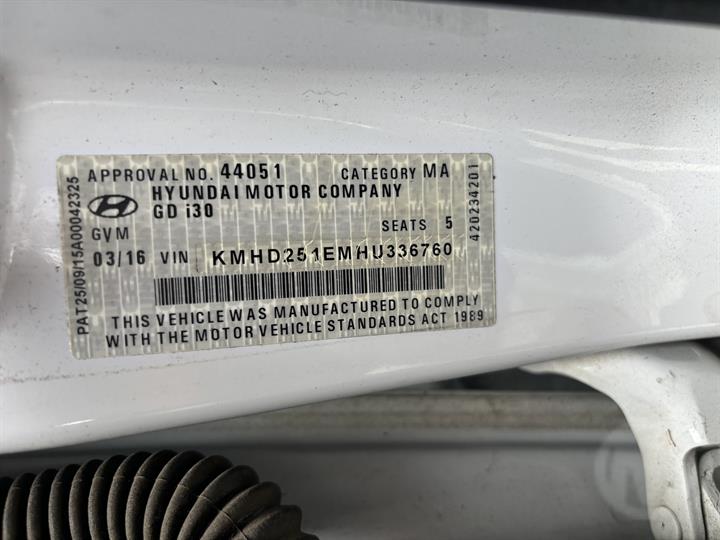 APPROVAL NO. 44051 CATEGORY MA
HYUNDAI MOTOR COMPANY
GD i30
GVM SEATS 5
03/16 VIN KMHD251EMHU336760
THIS VEHICLE WAS MANUFACTURED TO COMPLY
WITH THE MOTOR VEHICLE STANDARDS ACT 1989
PAT25/09/15A00042325
420234201